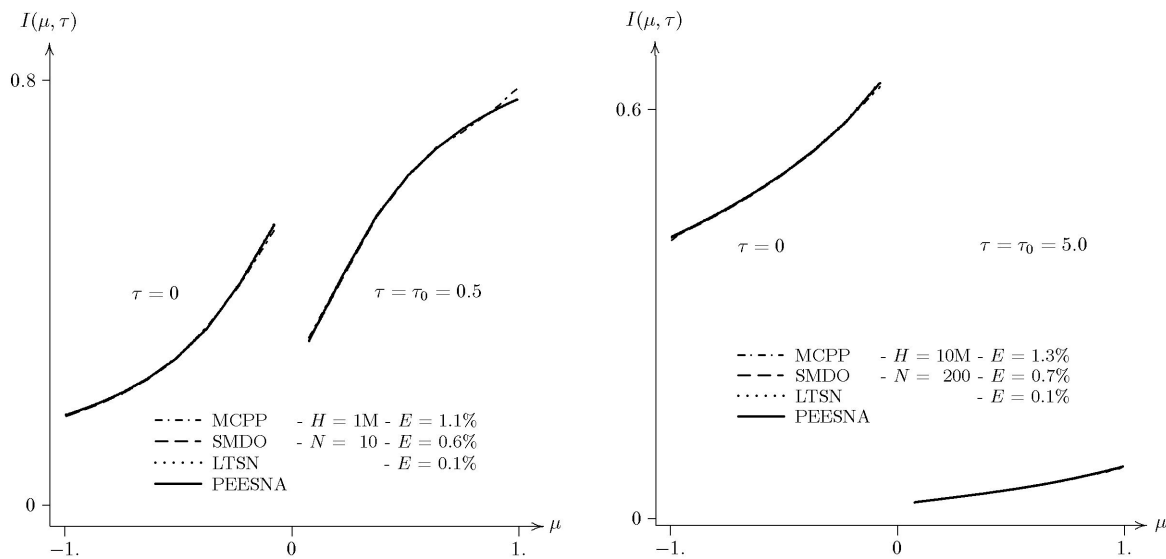 I(μ, τ)
0.8
τ = 0
τ = τ₀ = 0.5
MCPP - H = 1M - E = 1.1%
SMDO - N = 10 - E = 0.6%
LTSN - E = 0.1%
PEESNA
0
μ
−1.
0
1.
I(μ, τ)
0.6
τ = 0
τ = τ₀ = 5.0
MCPP - H = 10M - E = 1.3%
SMDO - N = 200 - E = 0.7%
LTSN - E = 0.1%
PEESNA
0
μ
−1.
0
1.